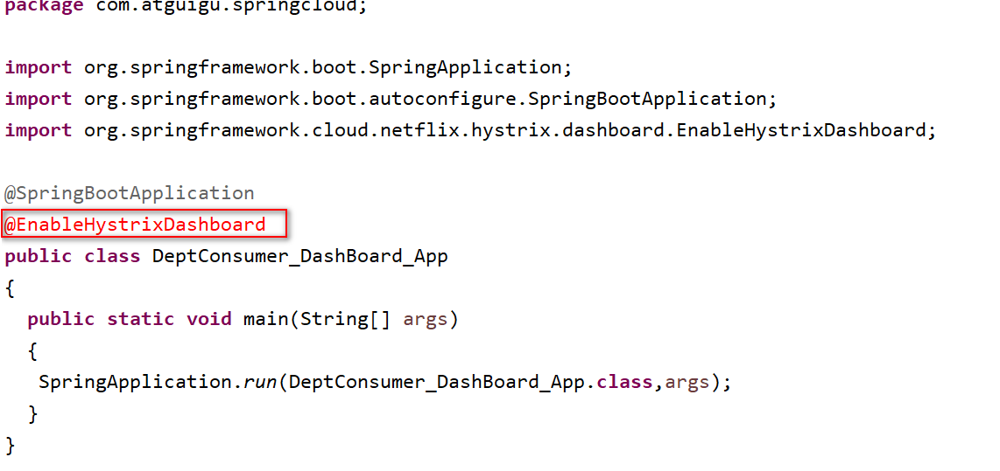 package com.atguigu.springcloud;
import org.springframework.boot.SpringApplication;
import org.springframework.boot.autoconfigure.SpringBootApplication;
import org.springframework.cloud.netflix.hystrix.dashboard.EnableHystrixDashboard;
@SpringBootApplication
@EnableHystrixDashboard
public class DeptConsumer_DashBoard_App
{
public static void main(String[] args)
{
SpringApplication.run(DeptConsumer_DashBoard_App.class,args);
}
}